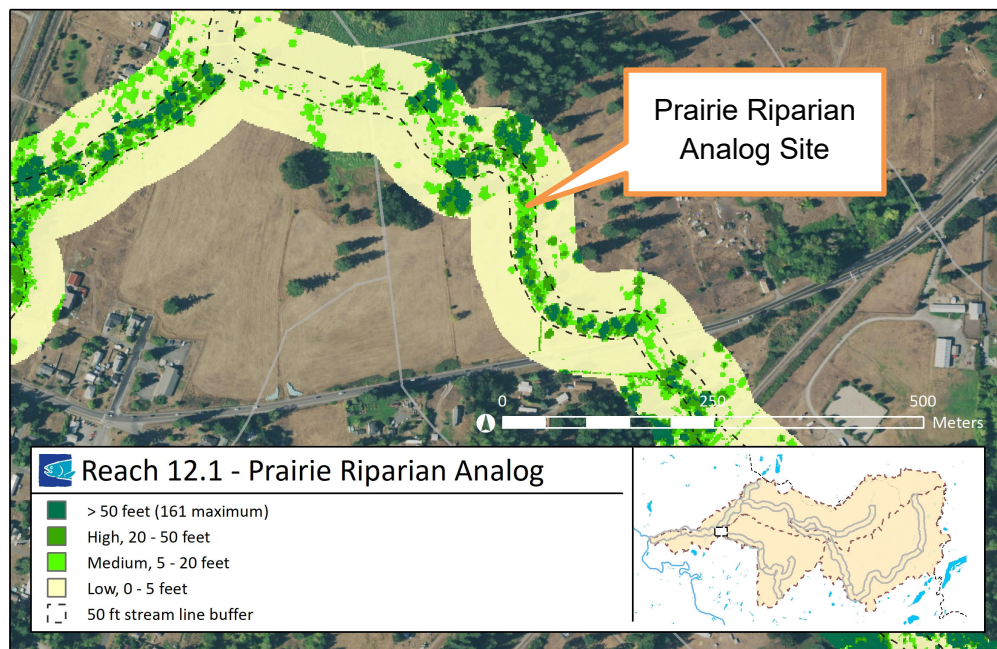 Prairie Riparian
Analog Site
0 250 500
Meters
Reach 12.1 - Prairie Riparian Analog
> 50 feet (161 maximum)
High, 20 - 50 feet
Medium, 5 - 20 feet
Low, 0 - 5 feet
50 ft stream line buffer